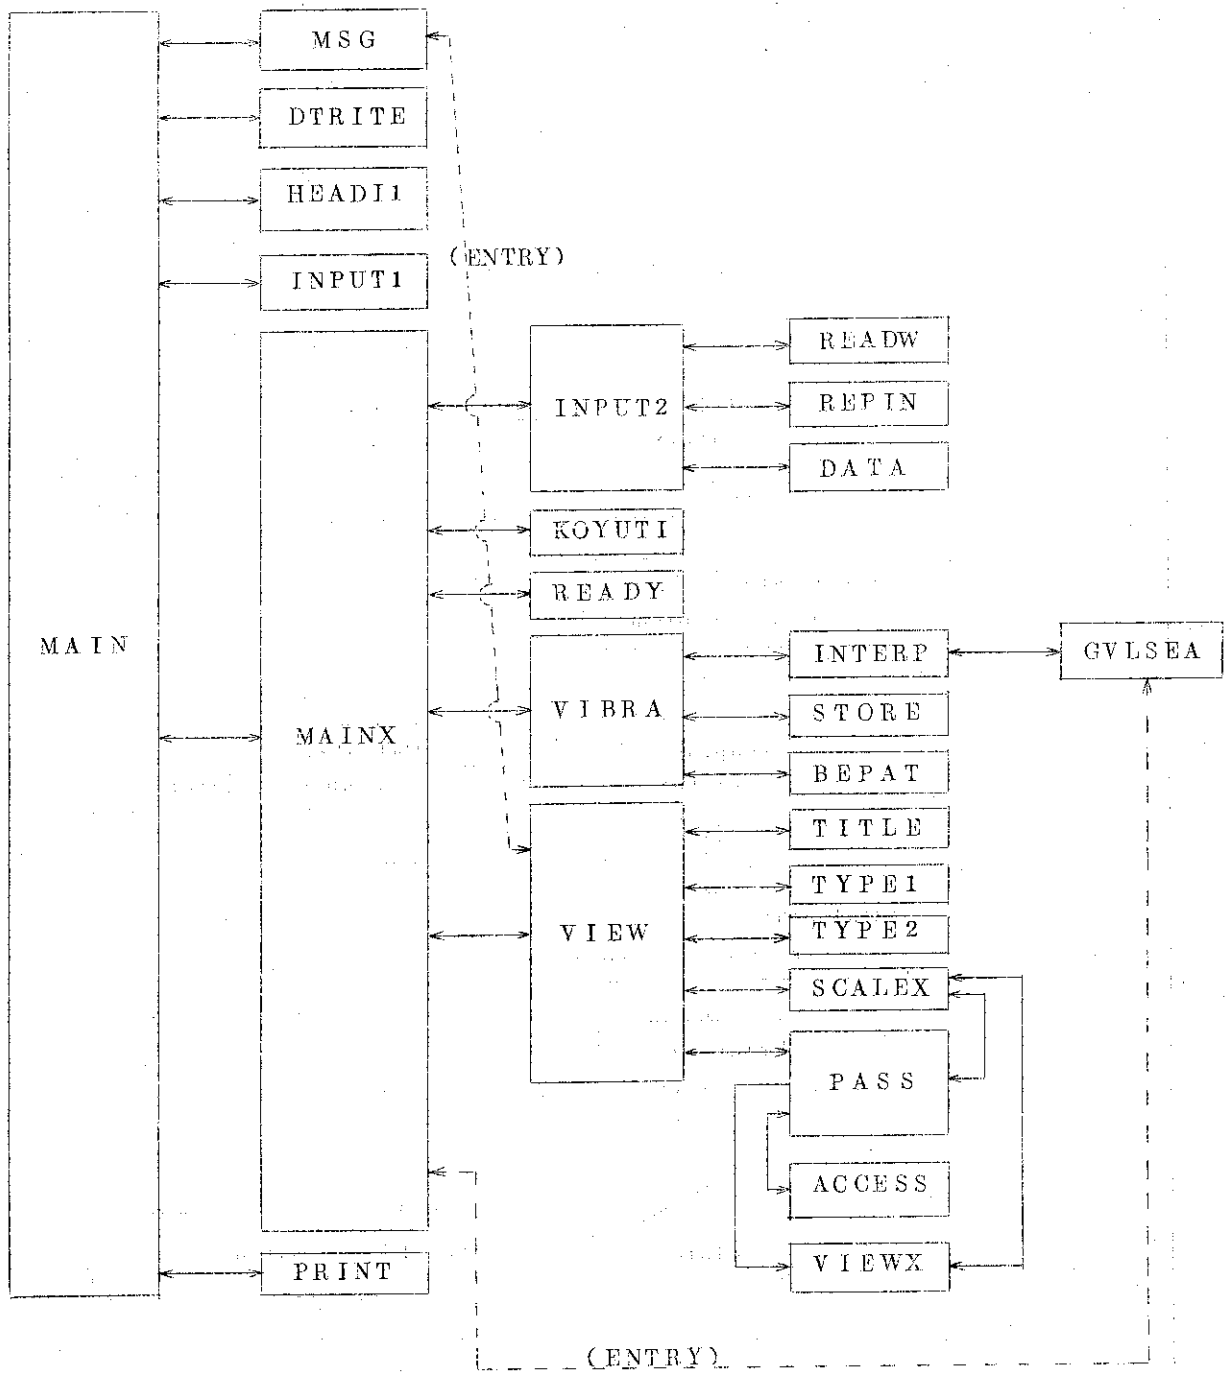 MSG
DTRITE
HEADI1
(ENTRY)
INPUT1
READW
INPUT2
REPIN
DATA
KOYUTI
READY
MAIN
INTERP
GVLSEA
VIBRA
STORE
MAINX
BEPAT
TITLE
TYPE1
VIEW
TYPE2
SCALEX
PASS
ACCESS
VIEWX
PRINT
(ENTRY)